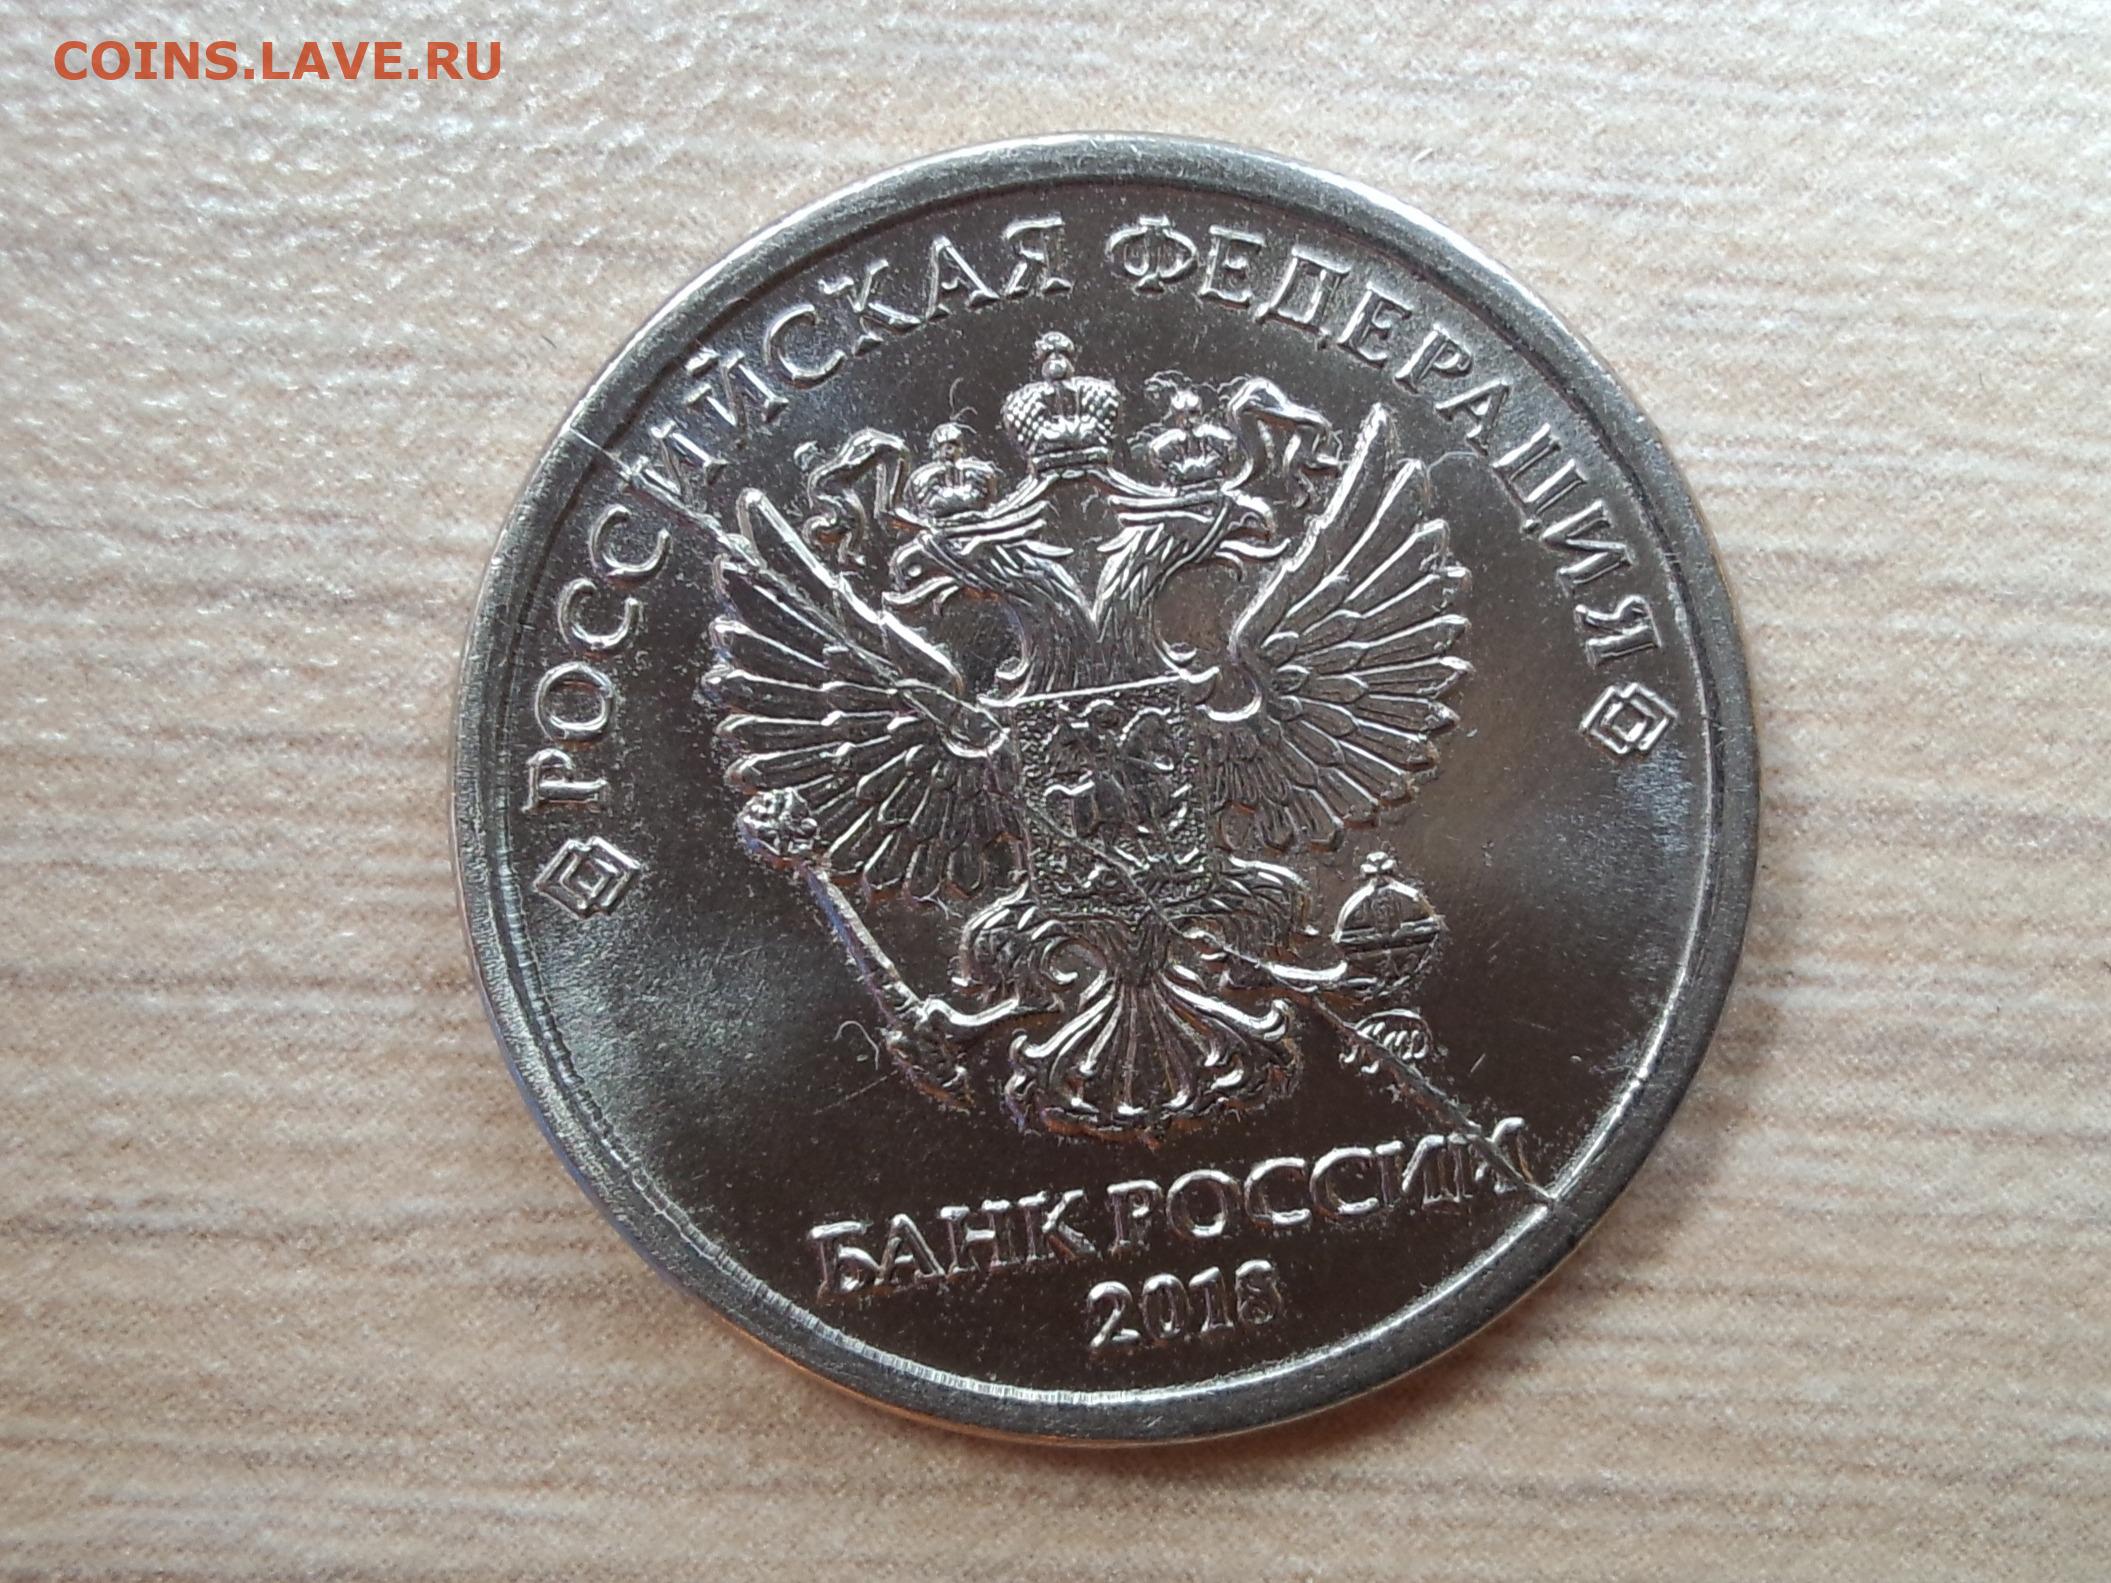 COINS.LAVE.RU
РОССИЙСКАЯ ФЕДЕРАЦИЯ
БАНК РОССИИ
2018